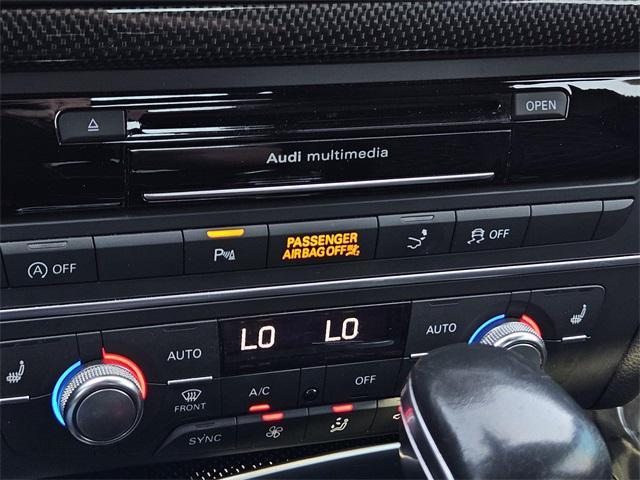 OPEN
Audi multimedia
A OFF
P
PASSENGER
AIRBAG OFF
OFF
LO LO
AUTO
AUTO
FRONT
A/C
OFF
SYNC